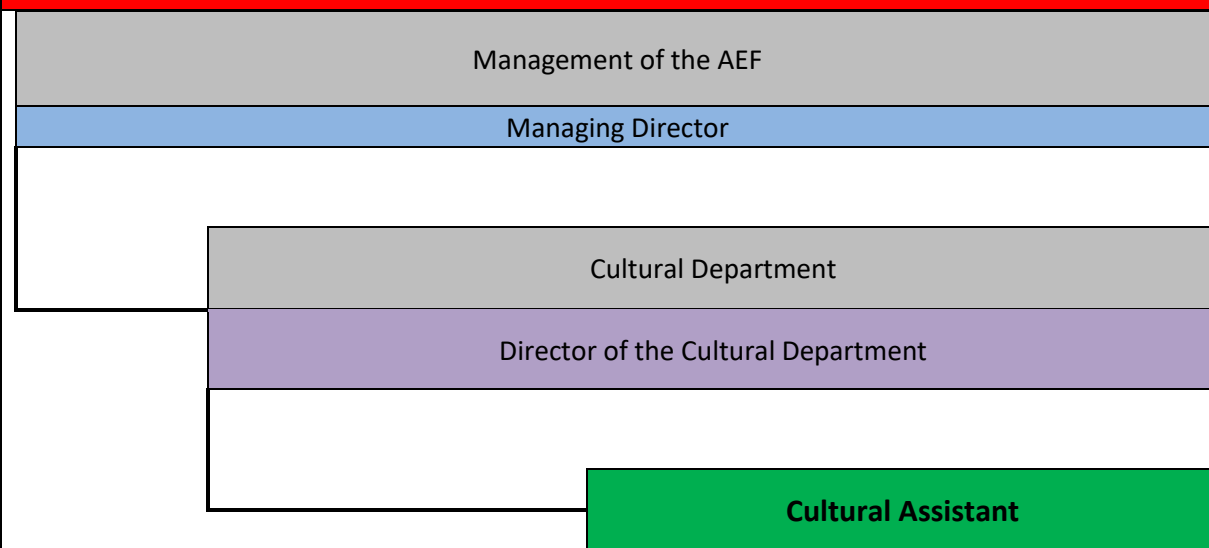 Management of the AEF
Managing Director
Cultural Department
Director of the Cultural Department
Cultural Assistant